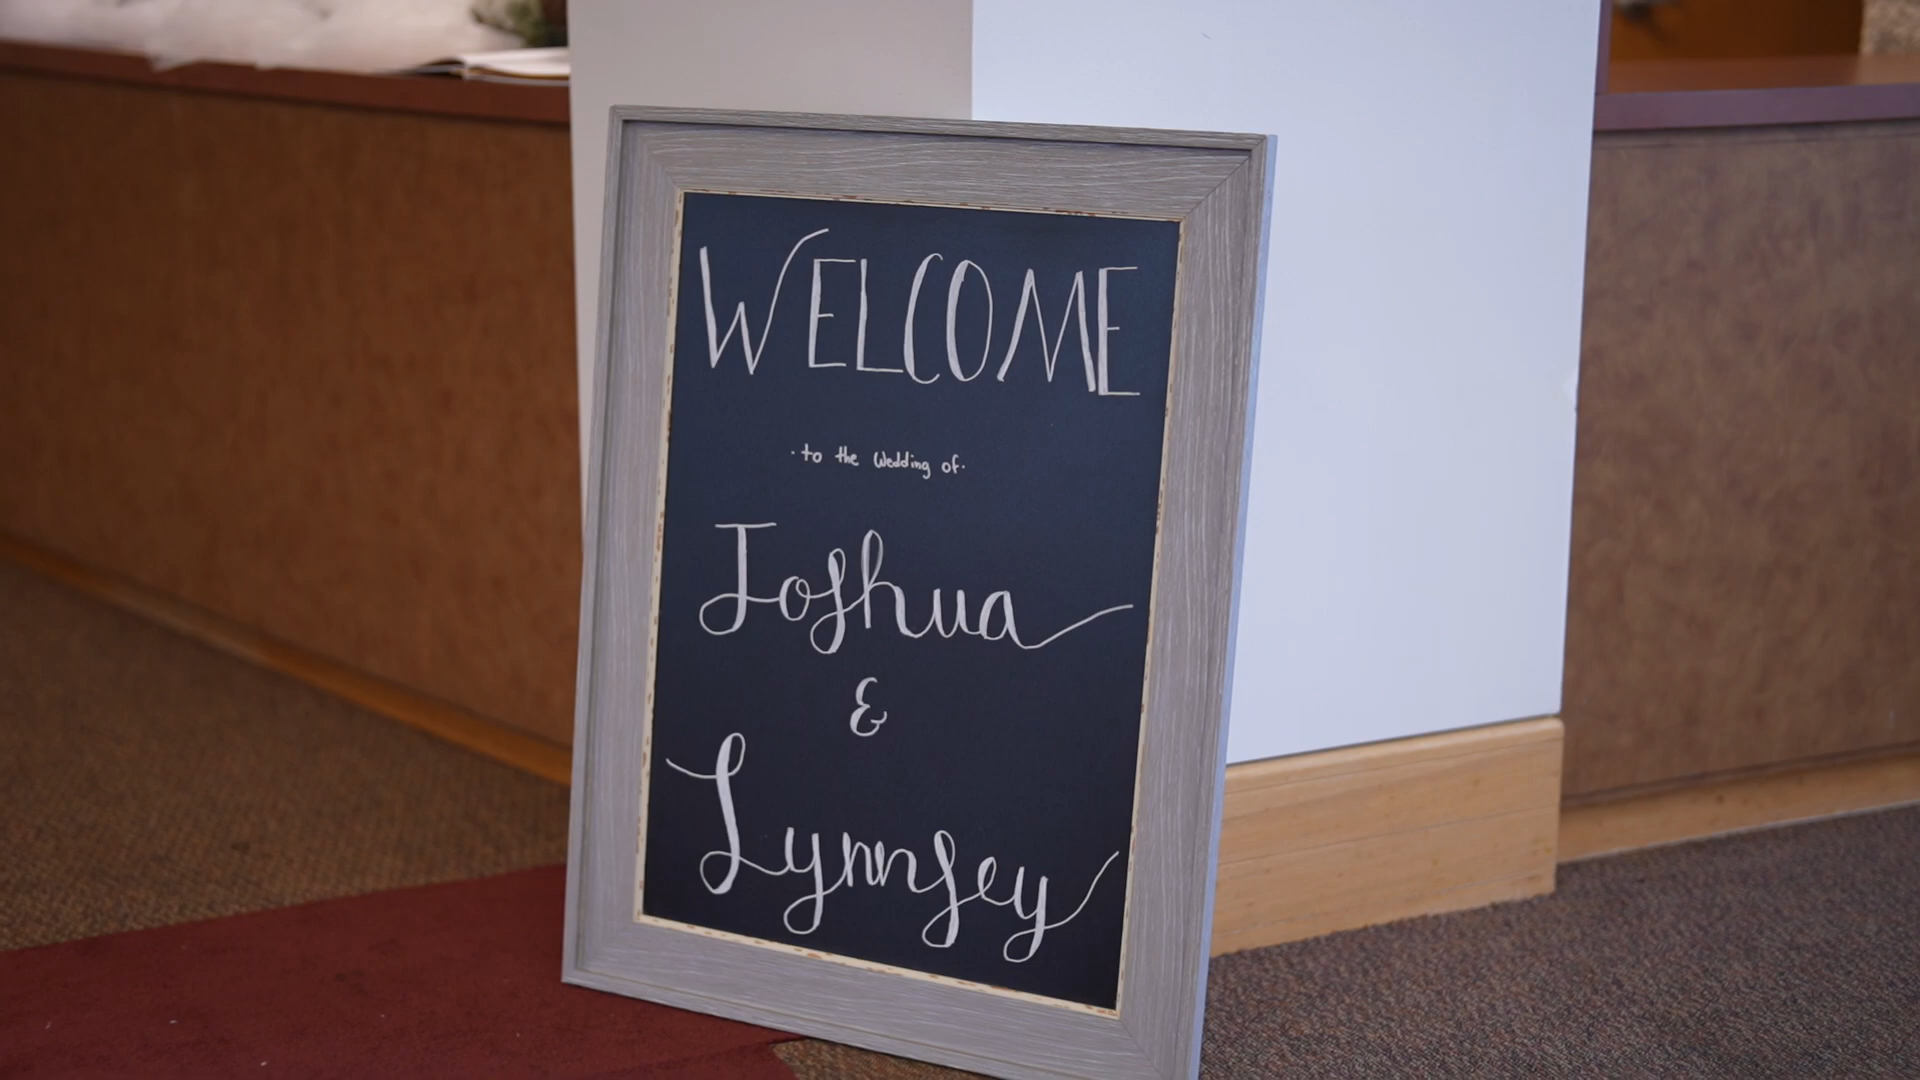 WELCOME
· to the Wedding of ·
Joshua
&
Lynnsey